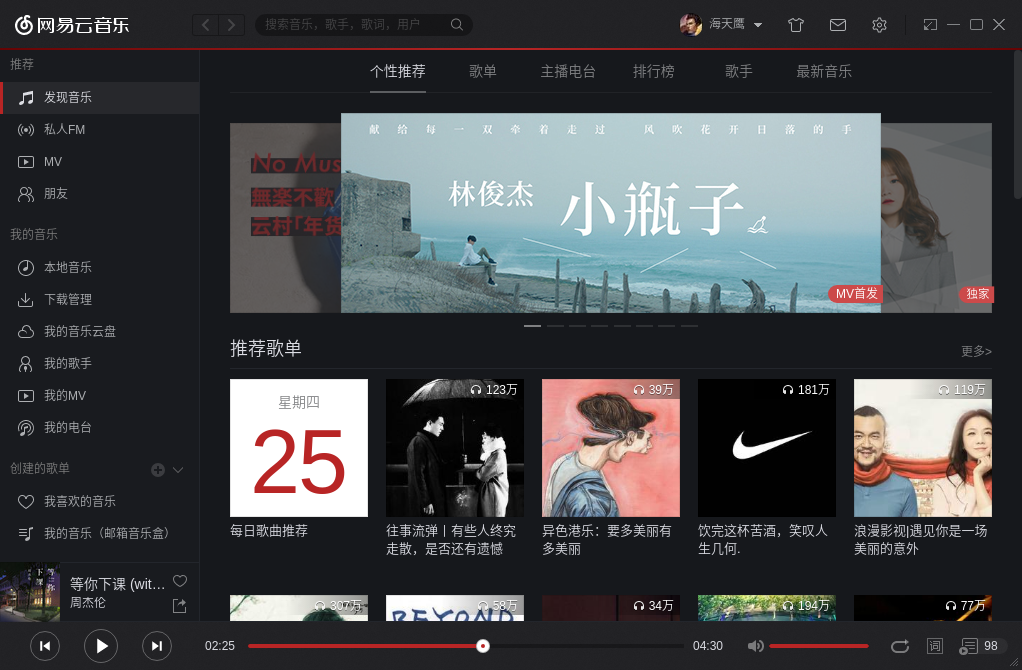 网易云音乐
搜索音乐，歌手，歌词，用户
海天鹰
推荐
发现音乐
私人FM
MV
朋友
我的音乐
本地音乐
下载管理
我的音乐云盘
我的歌手
我的MV
我的电台
创建的歌单
我喜欢的音乐
我的音乐（邮箱音乐盒）
等你下课 (wit...
周杰伦
个性推荐 歌单 主播电台 排行榜 歌手 最新音乐
No Mus
無楽不歡
云村「年货
献给每一双牵着走过 风吹花开日落的手
林俊杰 小瓶子
MV首发
独家
推荐歌单
更多>
星期四
25
每日歌曲推荐
123万
往事流弹丨有些人终究
走散，是否还有遗憾
39万
异色港乐：要多美丽有
多美丽
181万
饮完这杯苦酒，笑叹人
生几何.
119万
浪漫影视|遇见你是一场
美丽的意外
307万
58万
BEYOND
34万
194万
77万
02:25
04:30
词
98